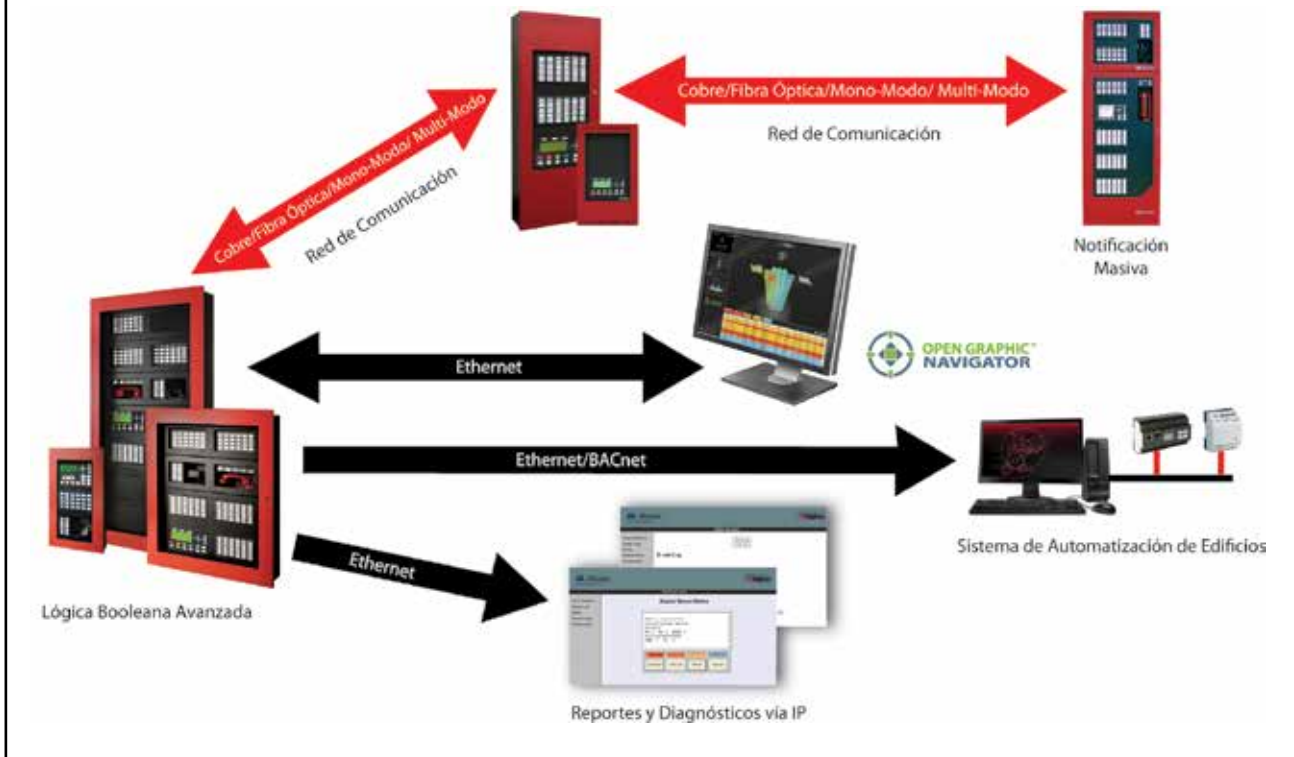 Cobre/Fibra Óptica/Mono-Modo/ Multi-Modo
Red de Comunicación
Cobre/Fibra Óptica/Mono-Modo/ Multi-Modo
Red de Comunicación
Notificación
Masiva
Ethernet
OPEN GRAPHIC™
NAVIGATOR
Ethernet/BACnet
Sistema de Automatización de Edificios
Ethernet
Lógica Booleana Avanzada
Reportes y Diagnósticos vía IP